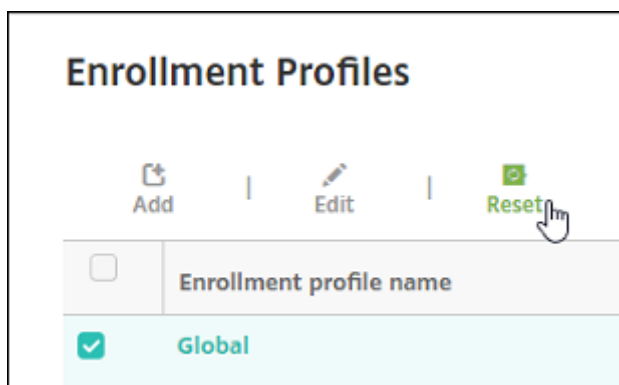 Enrollment Profiles
Add | Edit | Reset
Enrollment profile name
Global